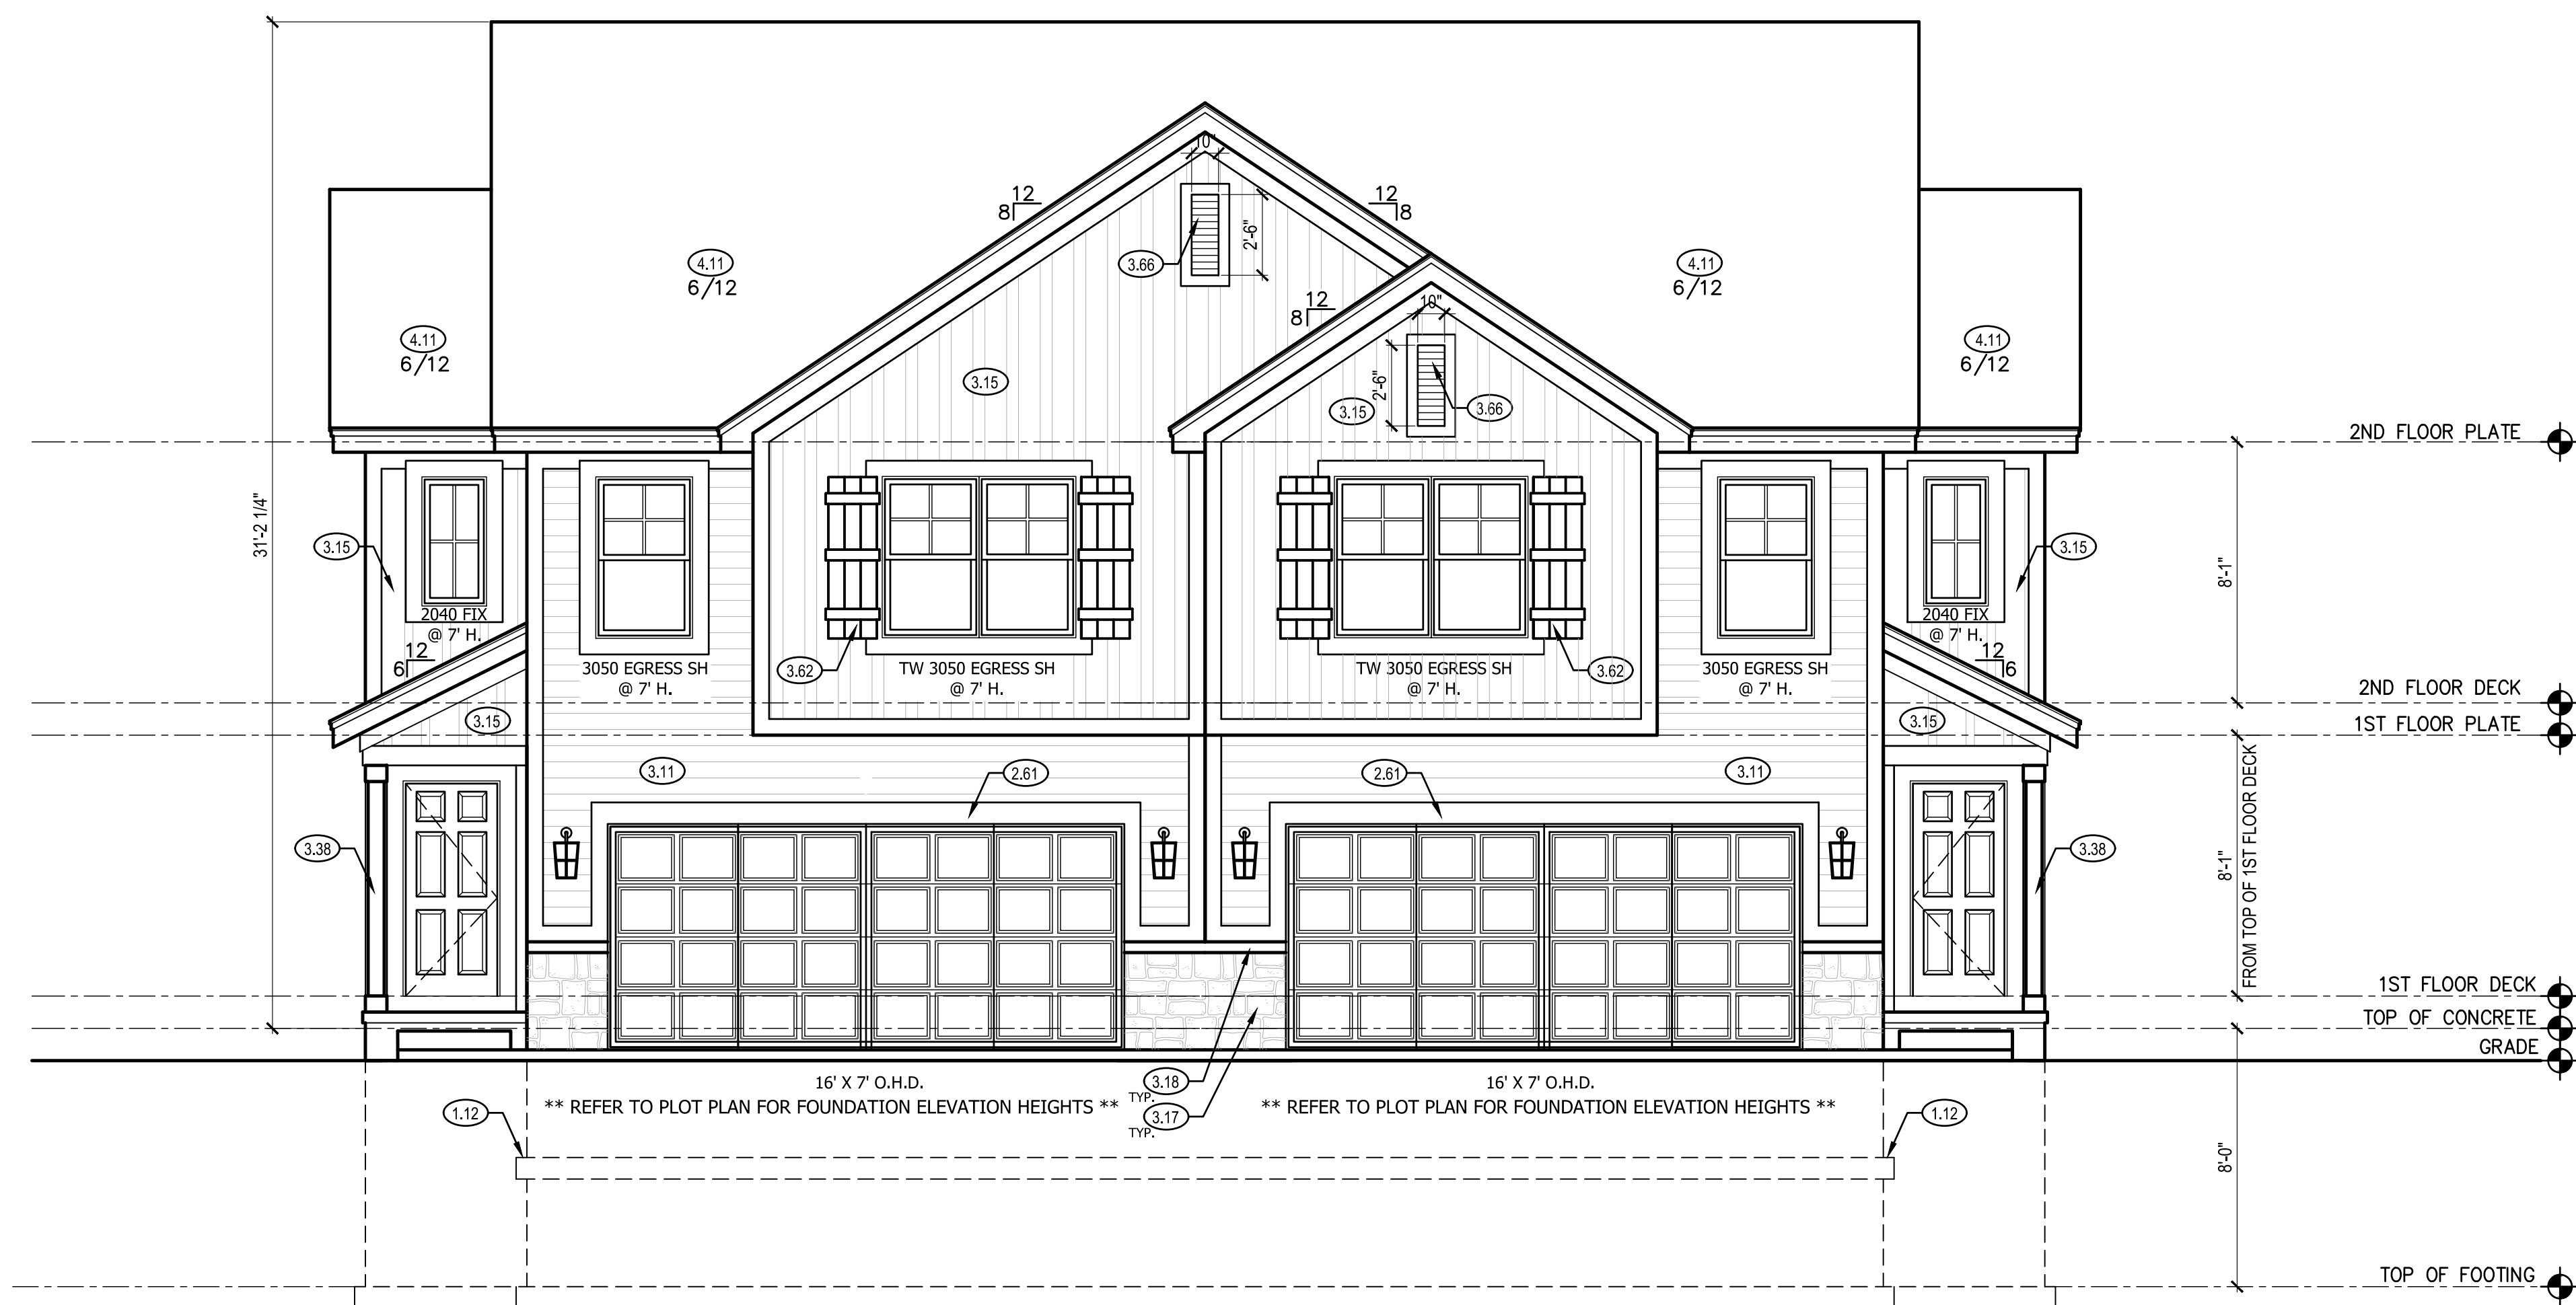 10"
12
8
12
8
2'-6"
3.66
4.11
6/12
4.11
6/12
12
8
10"
4.11
6/12
4.11
6/12
3.15
2'-6"
3.15
3.66
2ND FLOOR PLATE
31'-2 1/4"
3.15
3.15
8'-1"
2040 FIX
@ 7' H.
2040 FIX
@ 7' H.
12
6
12
6
3050 EGRESS SH
@ 7' H.
3.62
TW 3050 EGRESS SH
@ 7' H.
TW 3050 EGRESS SH
@ 7' H.
3.62
3050 EGRESS SH
@ 7' H.
2ND FLOOR DECK
3.15
3.15
1ST FLOOR PLATE
3.11
2.61
2.61
3.11
3.38
3.38
8'-1"
FROM TOP OF 1ST FLOOR DECK
1ST FLOOR DECK
TOP OF CONCRETE
GRADE
16' X 7' O.H.D.
3.18
TYP.
16' X 7' O.H.D.
1.12
** REFER TO PLOT PLAN FOR FOUNDATION ELEVATION HEIGHTS **
3.17
TYP.
** REFER TO PLOT PLAN FOR FOUNDATION ELEVATION HEIGHTS **
1.12
8'-0"
TOP OF FOOTING